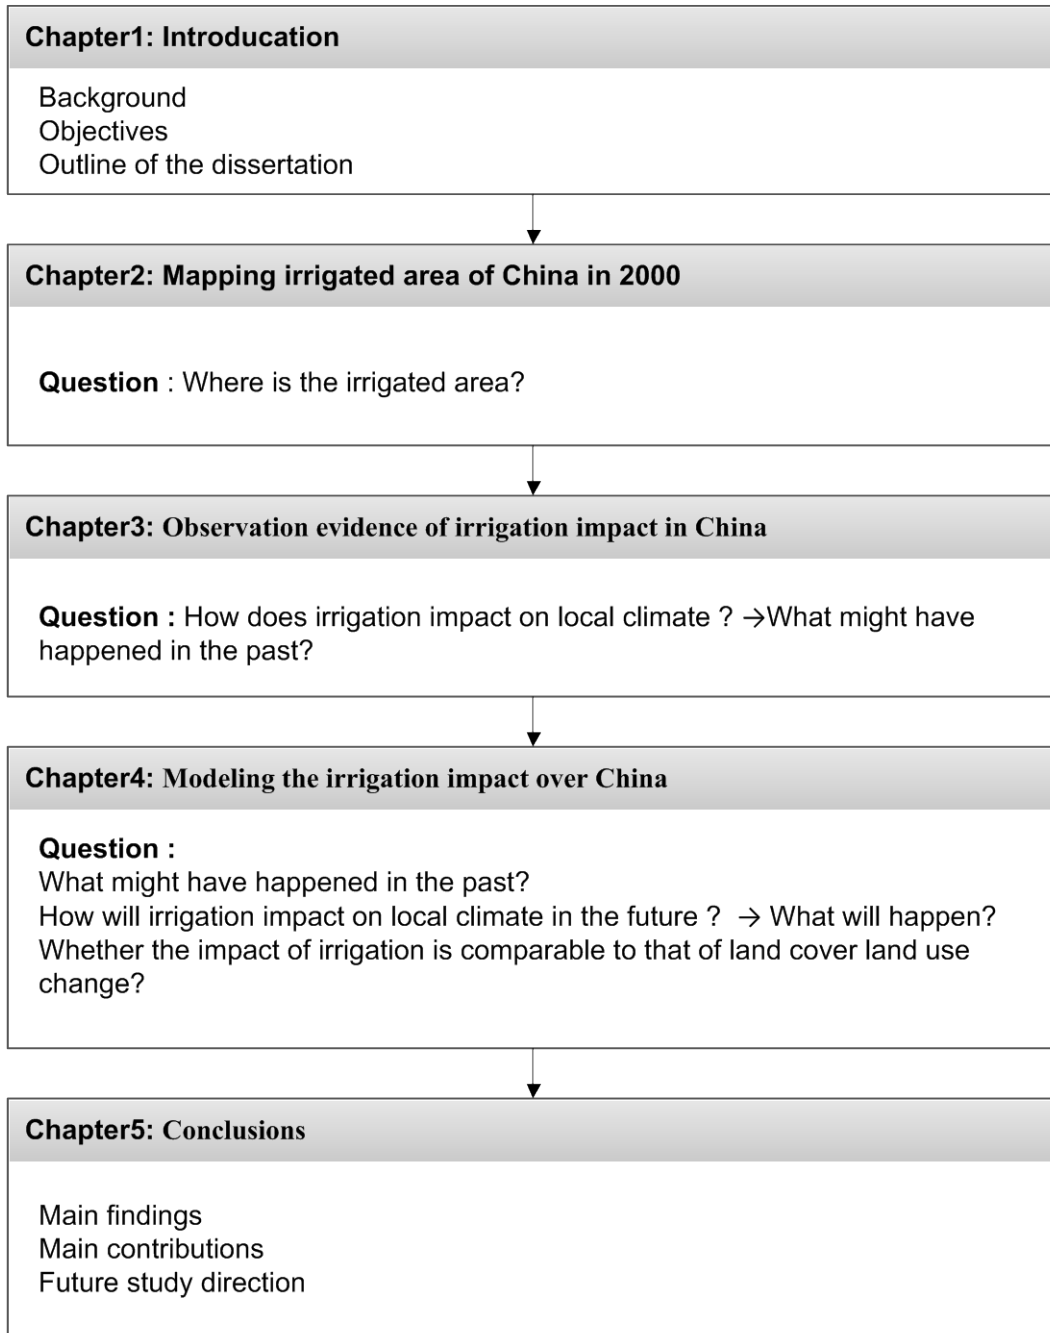 Chapter1: Introducation
Background
Objectives
Outline of the dissertation
Chapter2: Mapping irrigated area of China in 2000
Question : Where is the irrigated area?
Chapter3: Observation evidence of irrigation impact in China
Question : How does irrigation impact on local climate ? →What might have
happened in the past?
Chapter4: Modeling the irrigation impact over China
Question :
What might have happened in the past?
How will irrigation impact on local climate in the future ? → What will happen?
Whether the impact of irrigation is comparable to that of land cover land use
change?
Chapter5: Conclusions
Main findings
Main contributions
Future study direction